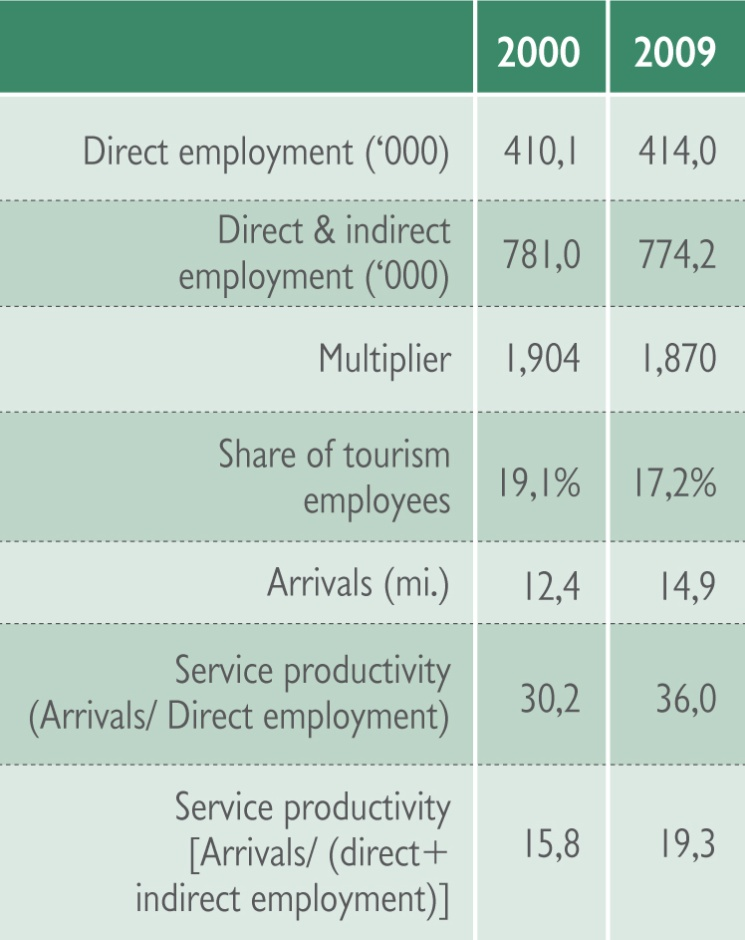 2000 2009
Direct employment (‘000) 410,1 414,0
Direct & indirect
employment (‘000) 781,0 774,2
Multiplier 1,904 1,870
Share of tourism
employees 19,1% 17,2%
Arrivals (mi.) 12,4 14,9
Service productivity
(Arrivals/ Direct employment) 30,2 36,0
Service productivity
[Arrivals/ (direct+ 15,8 19,3
indirect employment)]